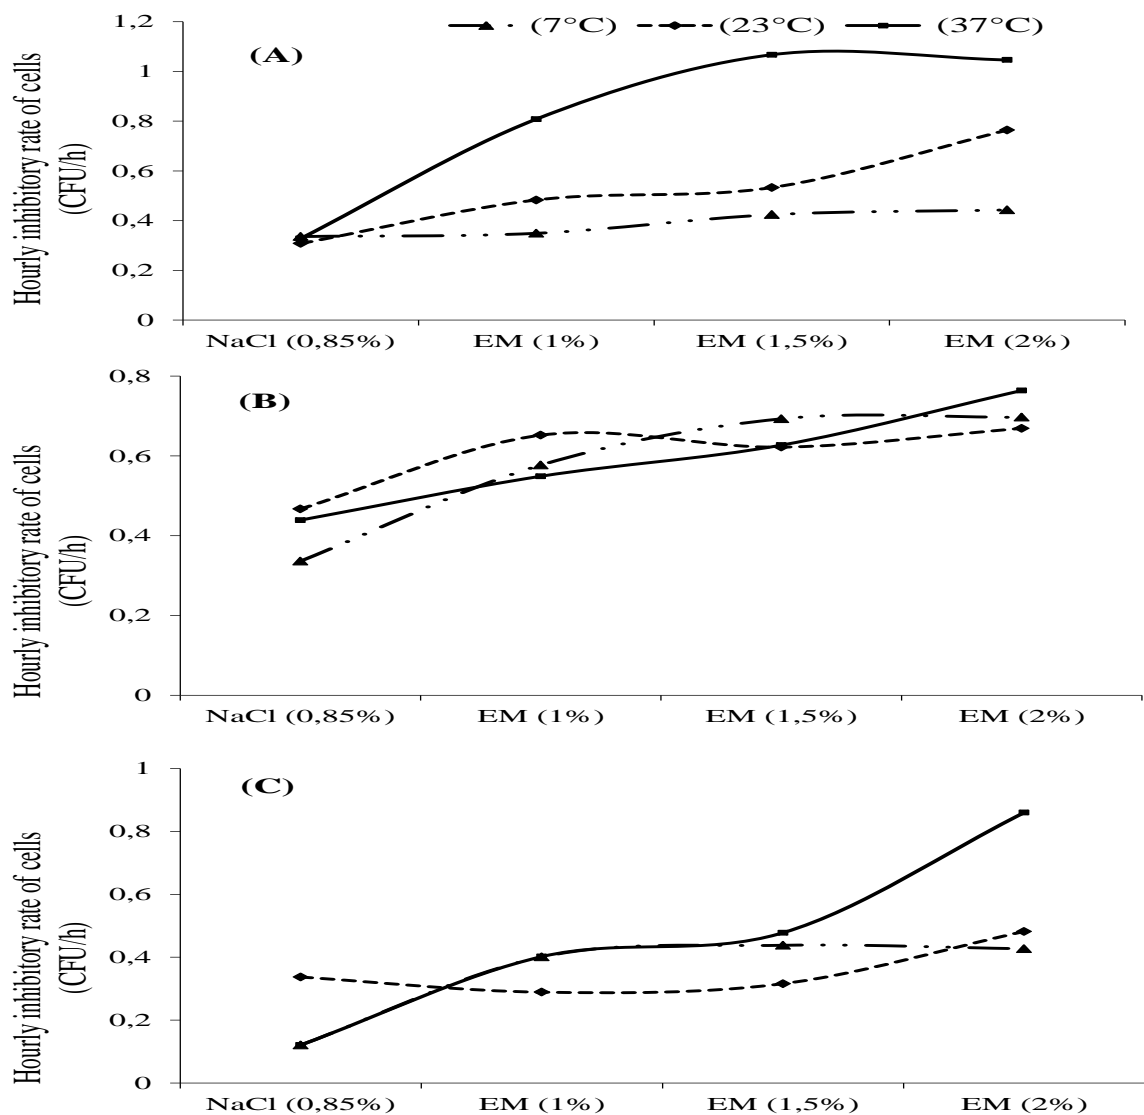 (7°C) (23°C) (37°C)
(A)
Hourly inhibitory rate of cells
(CFU/h)
1,2
1
0,8
0,6
0,4
0,2
0
NaCl (0,85%) EM (1%) EM (1,5%) EM (2%)
(B)
Hourly inhibitory rate of cells
(CFU/h)
0,8
0,6
0,4
0,2
0
NaCl (0,85%) EM (1%) EM (1,5%) EM (2%)
(C)
Hourly inhibitory rate of cells
(CFU/h)
1
0,8
0,6
0,4
0,2
0
NaCl (0,85%) EM (1%) EM (1,5%) EM (2%)